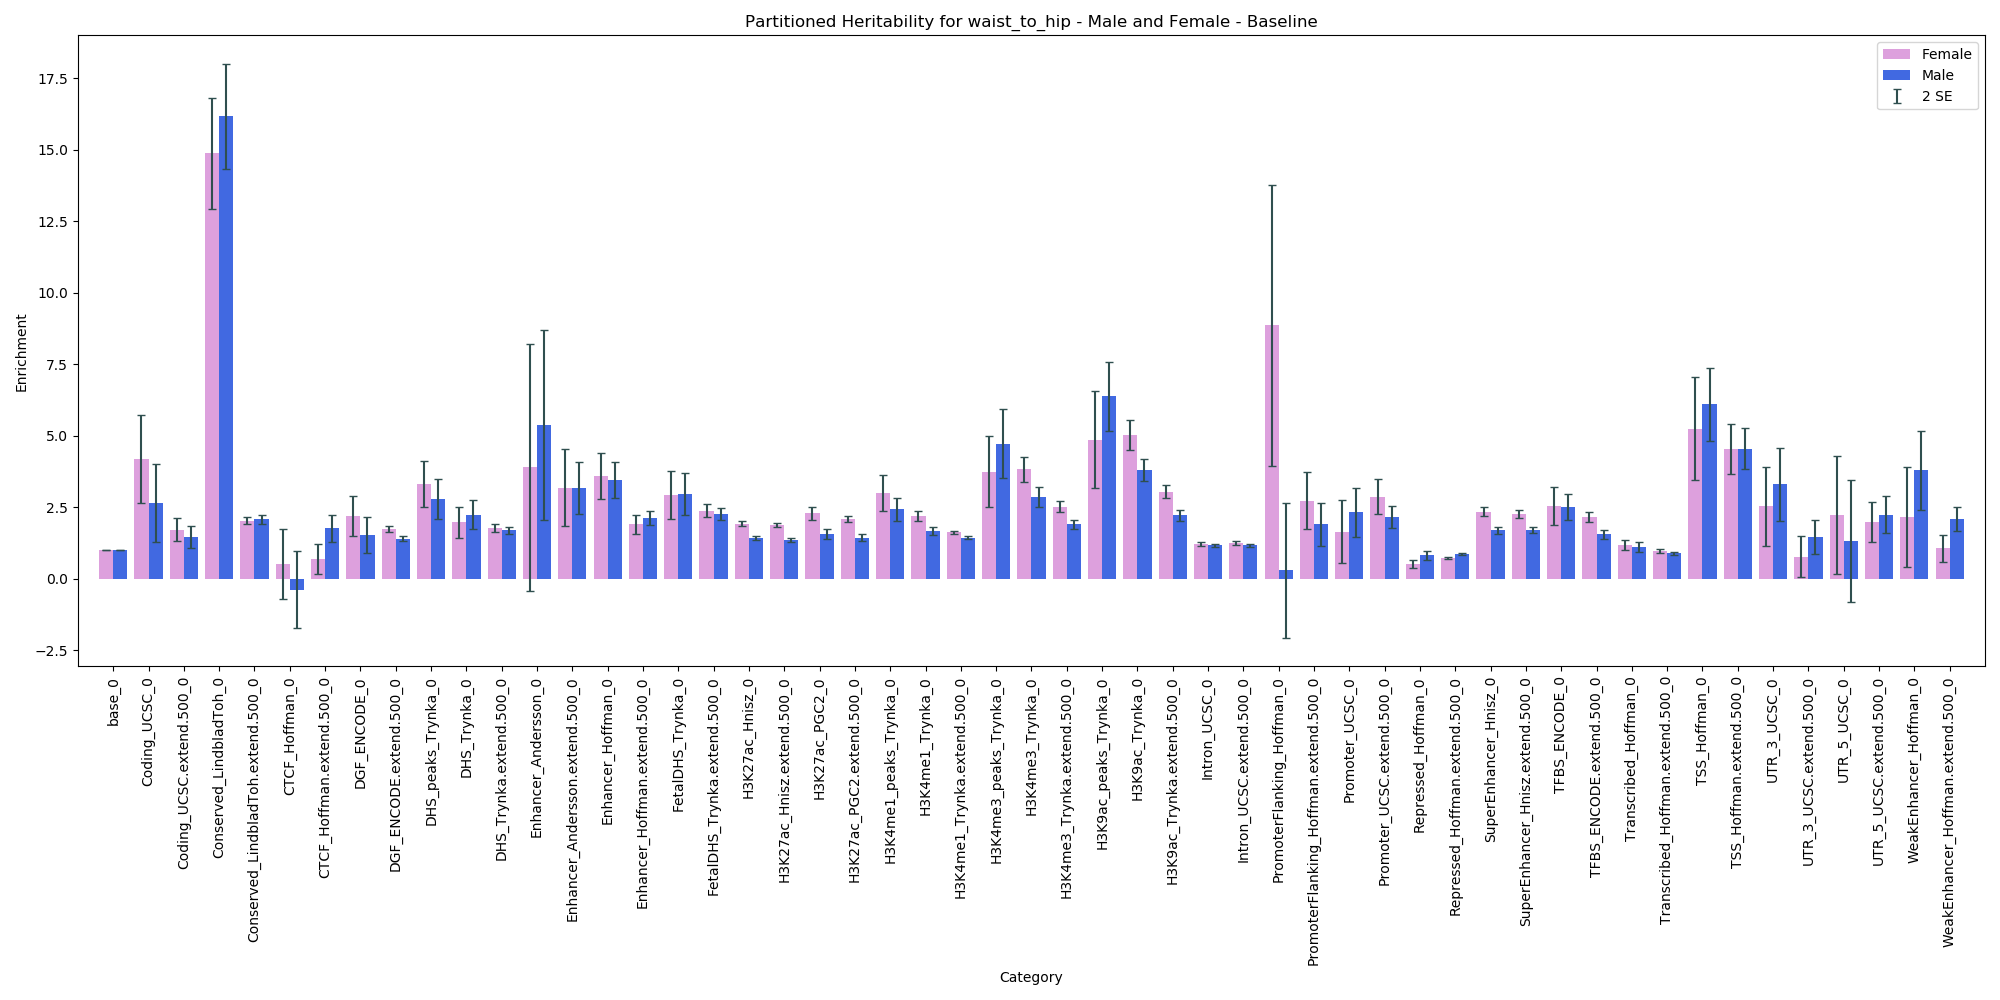 Partitioned Heritability for waist_to_hip - Male and Female - Baseline
Female
Male
2 SE
Enrichment
17.5
15.0
12.5
10.0
7.5
5.0
2.5
0.0
−2.5
base_0
Coding_UCSC_0
Coding_UCSC.extend.500_0
Conserved_LindbladToh_0
Conserved_LindbladToh.extend.500_0
CTCF_Hoffman_0
CTCF_Hoffman.extend.500_0
DGF_ENCODE_0
DGF_ENCODE.extend.500_0
DHS_peaks_Trynka_0
DHS_Trynka_0
DHS_Trynka.extend.500_0
Enhancer_Andersson_0
Enhancer_Andersson.extend.500_0
Enhancer_Hoffman_0
Enhancer_Hoffman.extend.500_0
FetalDHS_Trynka_0
FetalDHS_Trynka.extend.500_0
H3K27ac_Hnisz_0
H3K27ac_Hnisz.extend.500_0
H3K27ac_PGC2_0
H3K27ac_PGC2.extend.500_0
H3K4me1_peaks_Trynka_0
H3K4me1_Trynka_0
H3K4me1_Trynka.extend.500_0
H3K4me3_peaks_Trynka_0
H3K4me3_Trynka_0
H3K4me3_Trynka.extend.500_0
H3K9ac_peaks_Trynka_0
H3K9ac_Trynka_0
H3K9ac_Trynka.extend.500_0
Intron_UCSC_0
Intron_UCSC.extend.500_0
PromoterFlanking_Hoffman_0
PromoterFlanking_Hoffman.extend.500_0
Promoter_UCSC_0
Promoter_UCSC.extend.500_0
Repressed_Hoffman_0
Repressed_Hoffman.extend.500_0
SuperEnhancer_Hnisz_0
SuperEnhancer_Hnisz.extend.500_0
TFBS_ENCODE_0
TFBS_ENCODE.extend.500_0
Transcribed_Hoffman_0
Transcribed_Hoffman.extend.500_0
TSS_Hoffman_0
TSS_Hoffman.extend.500_0
UTR_3_UCSC_0
UTR_3_UCSC.extend.500_0
UTR_5_UCSC_0
UTR_5_UCSC.extend.500_0
WeakEnhancer_Hoffman_0
WeakEnhancer_Hoffman.extend.500_0
Category